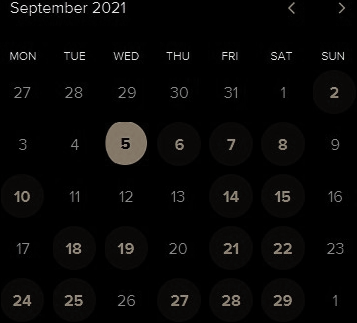 September 2021 < >
MON TUE WED THU FRI SAT SUN
27 28 29 30 31 1 2
3 4 5 6 7 8 9
10 11 12 13 14 15 16
17 18 19 20 21 22 23
24 25 26 27 28 29 1